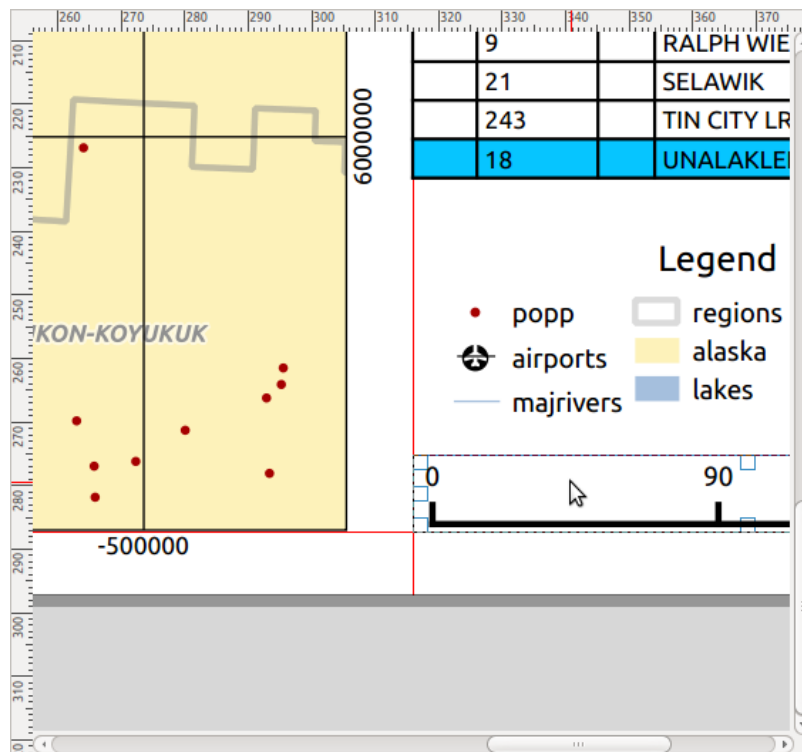 260 270 280 290 300 310 320 330 340 350 360 370
210
220
230
240
250
260
270
280
290
300
310
0
6000000
-500000
9 RALPH WIE
21 SELAWIK
243 TIN CITY LR
18 UNALAKLE
KON-KOYUKUK
Legend
popp
airports
majrivers
regions
alaska
lakes
0 90